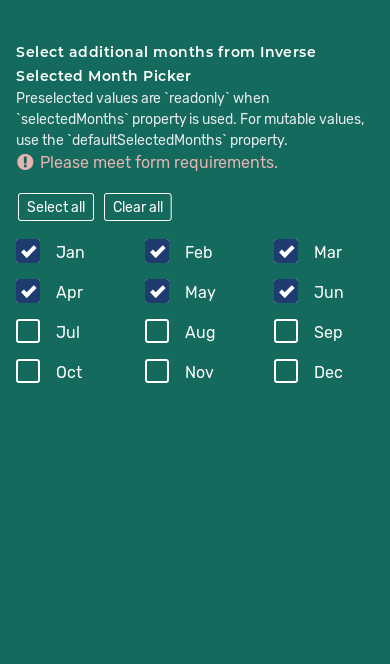 Select additional months from Inverse
Selected Month Picker
Preselected values are `readonly` when
`selectedMonths` property is used. For mutable values,
use the `defaultSelectedMonths` property.
Please meet form requirements.
Select all Clear all
Jan Feb Mar
Apr May Jun
Jul Aug Sep
Oct Nov Dec